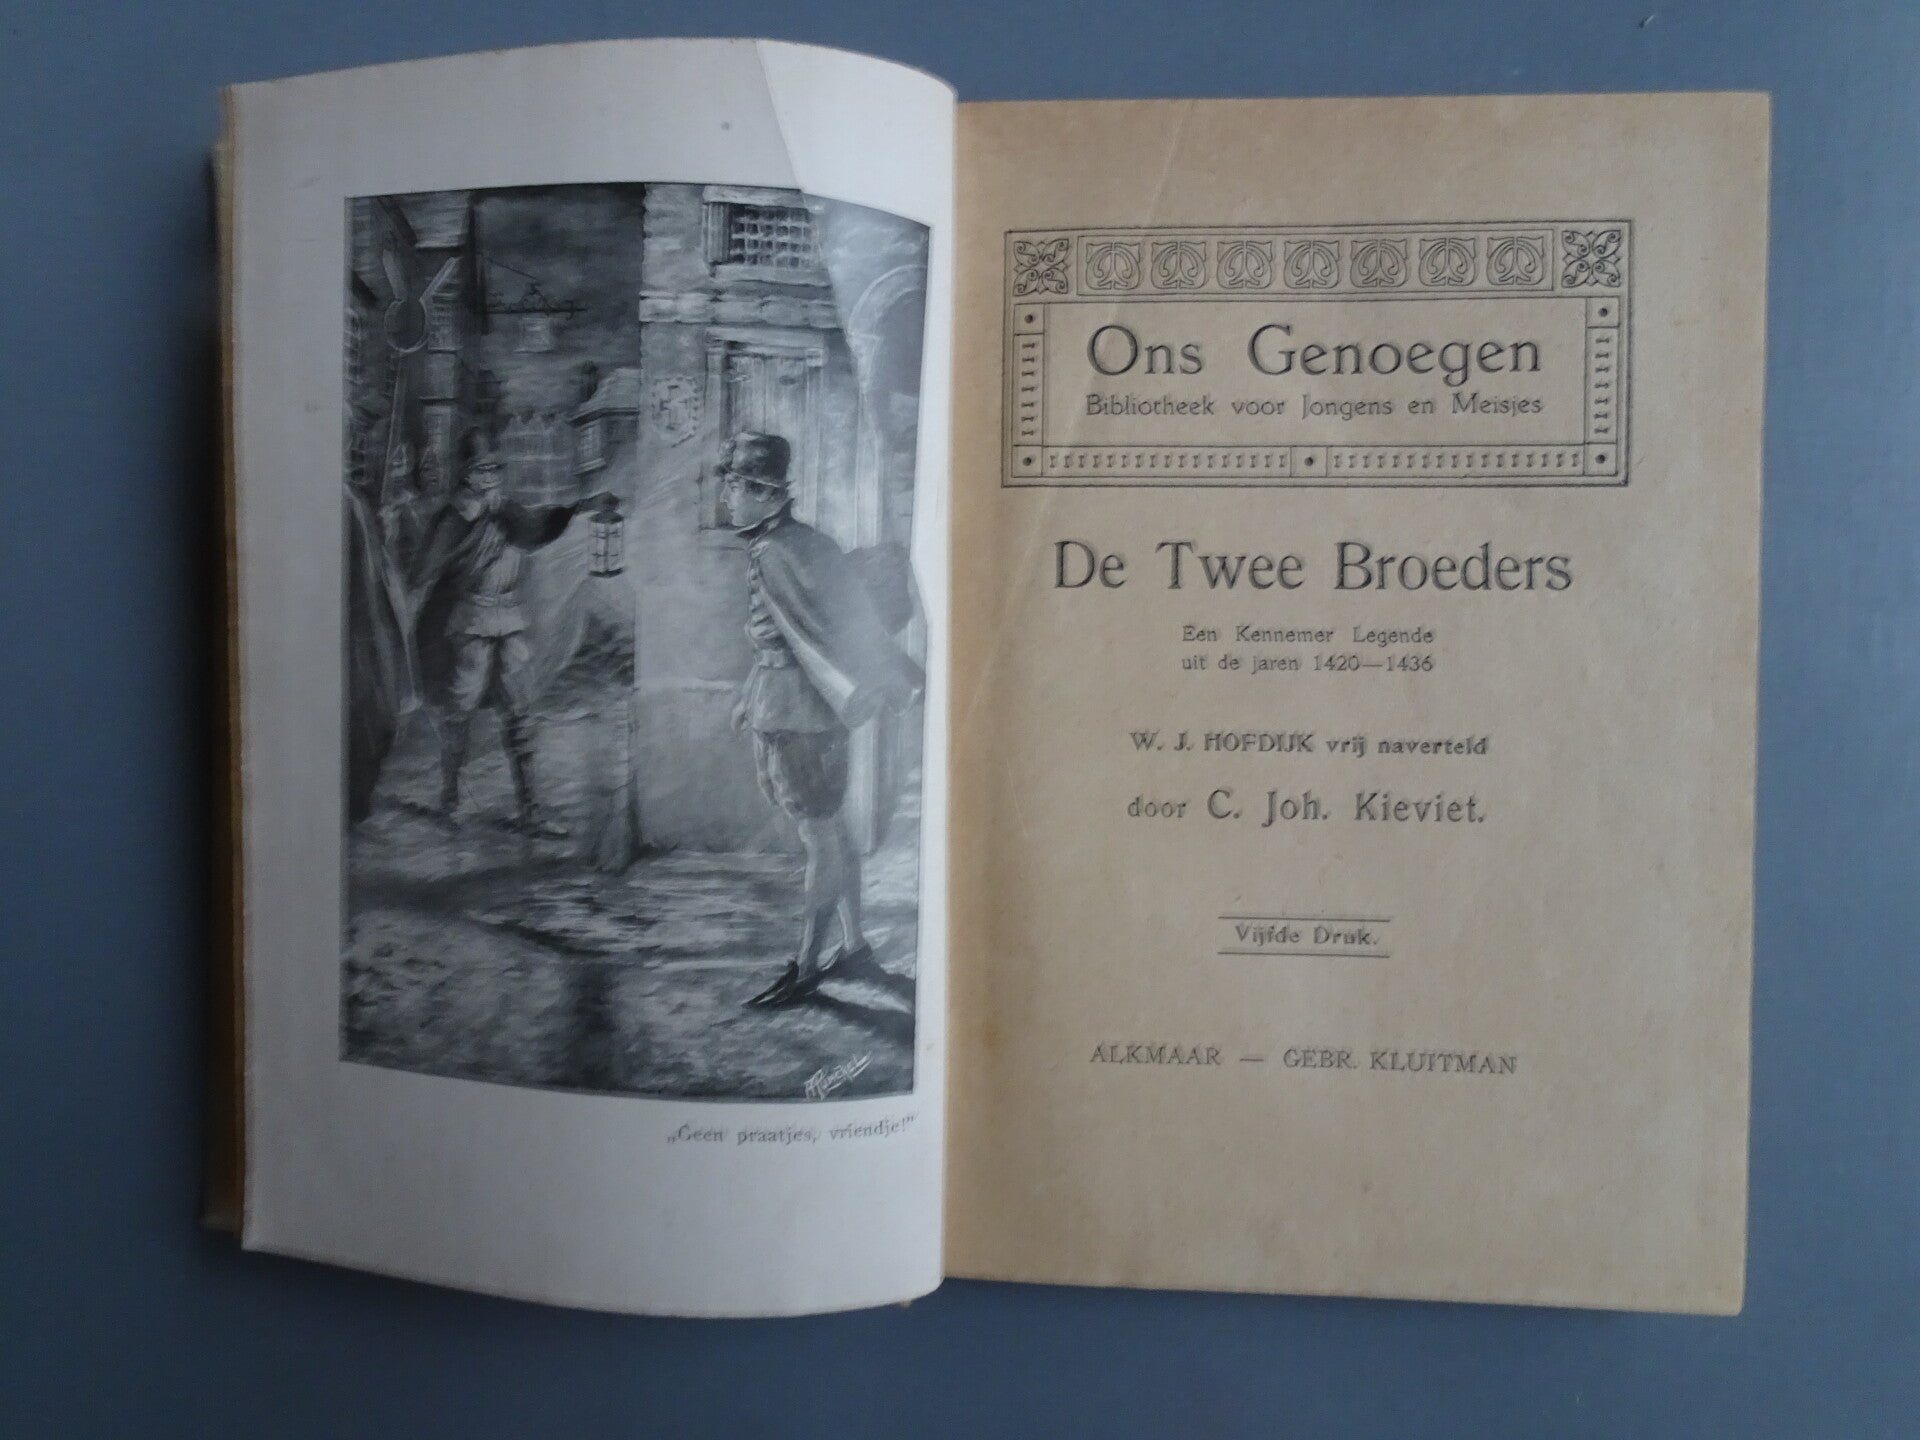 „Geen praatjes, vriendje!”
Ons Genoegen
Bibliotheek voor Jongens en Meisjes
De Twee Broeders
Een Kennemer Legende
uit de jaren 1420—1436
W. J. HOFDIJK vrij naverteld
door C. Joh. Kieviet.
Vijfde Druk.
ALKMAAR — GEBR. KLUITMAN